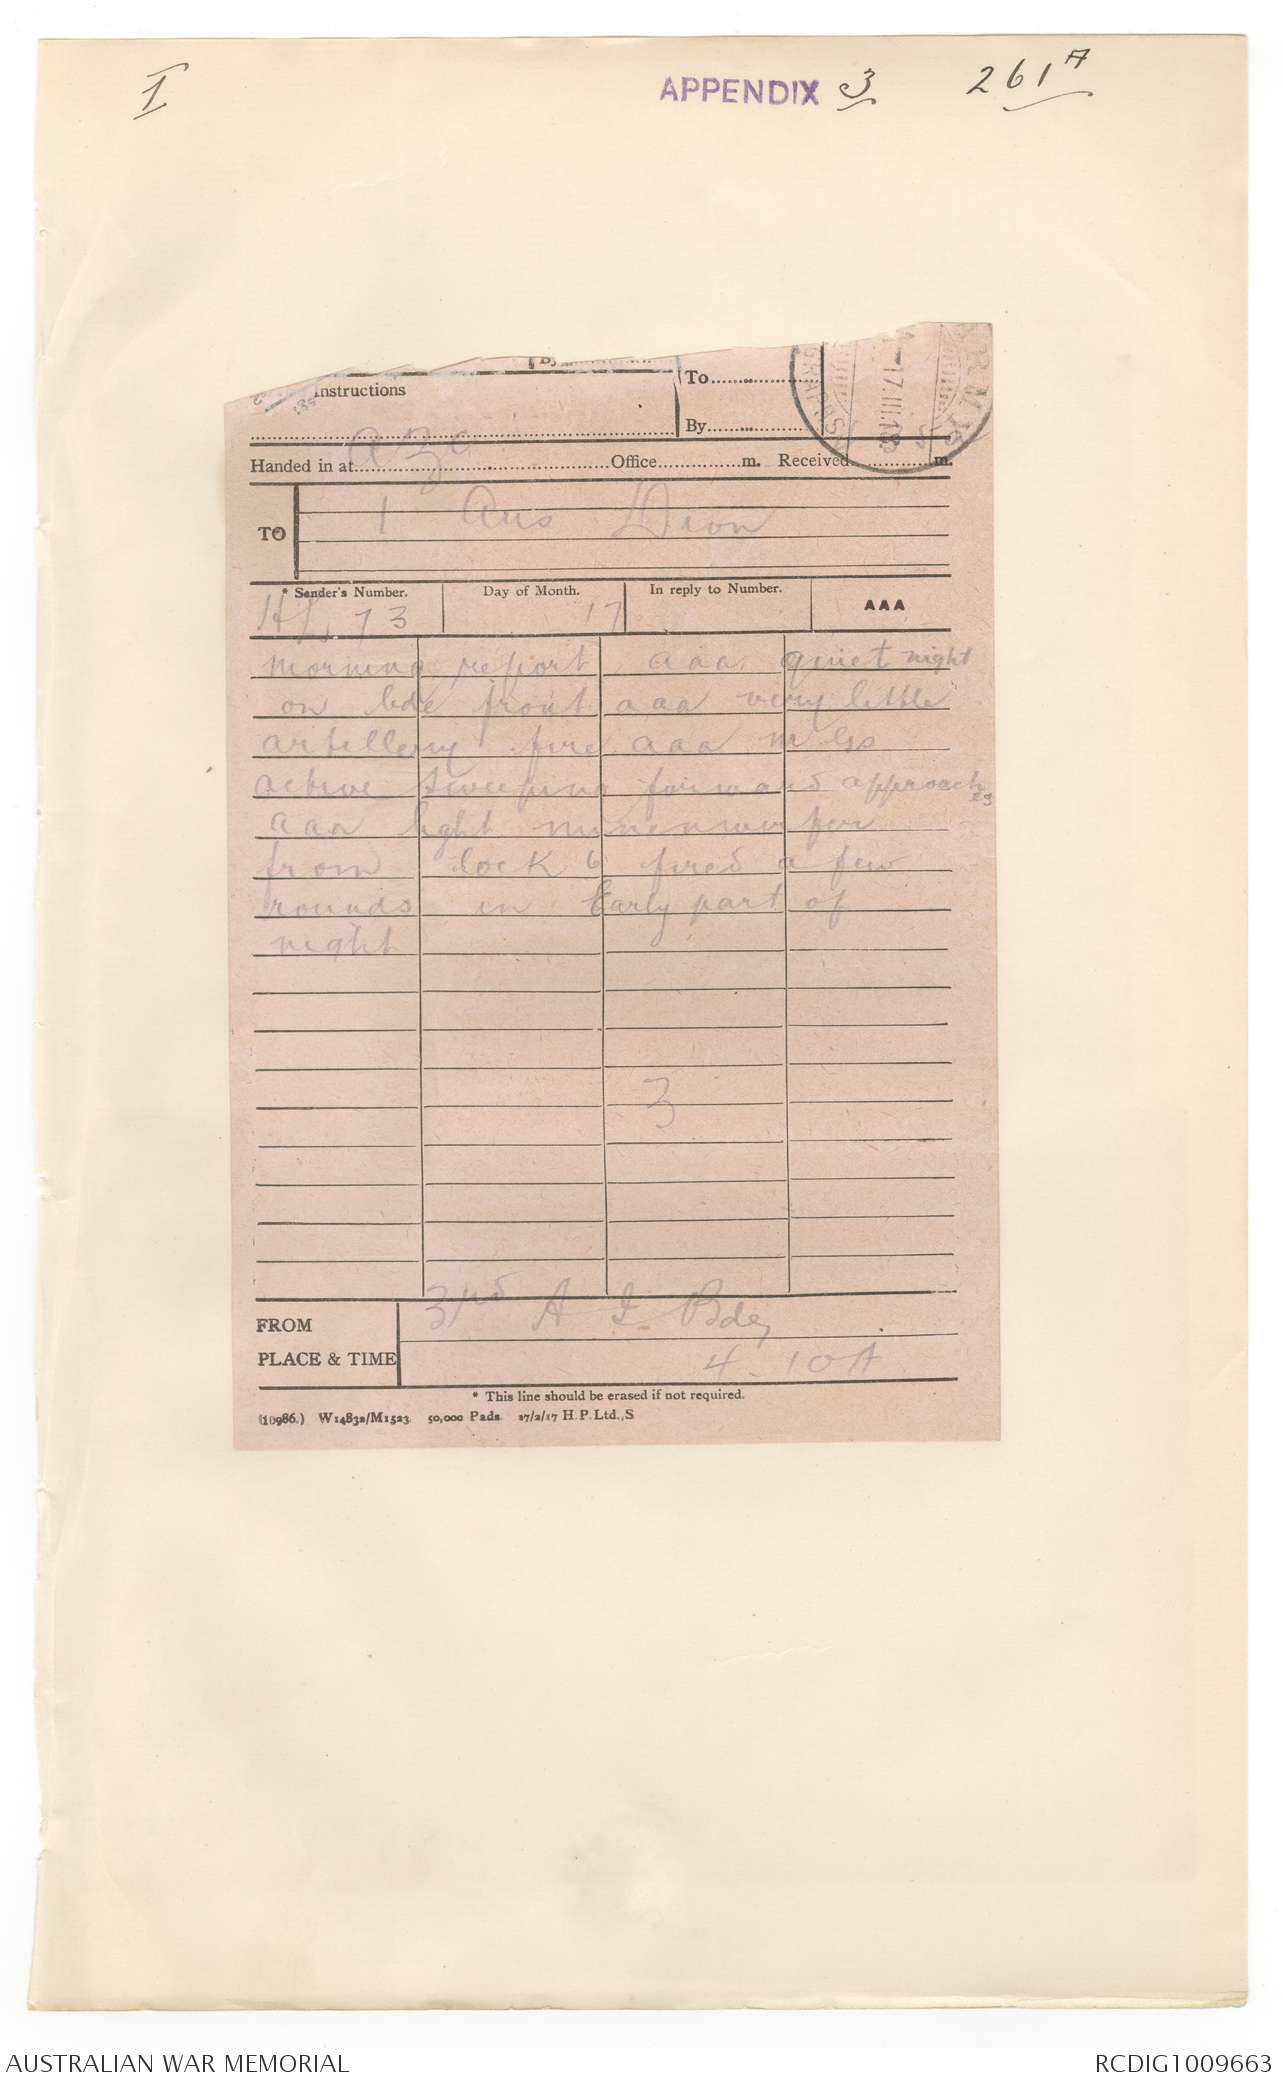 I
APPENDIX 3
261A
Instructions
To
By
AZC
Handed in at Office m. Received m.
TO 1 Aus Divn
* Sender's Number. Day of Month. In reply to Number. AAA
HL 73 17
morning report aaa quiet night
on bde front aaa very little
artillery fire aaa m Gs
active sweeping forward approaches
aaa light minenwerfer
from lock 6 fired a few
rounds in Early part of
night
3
FROM 3rd A I Bde
PLACE & TIME 4.10A
* This line should be erased if not required.
(10986.) W14832/M1523 50,000 Pads 27/2/17 H.P.Ltd.,S
AUSTRALIAN WAR MEMORIAL
RCDIG1009663